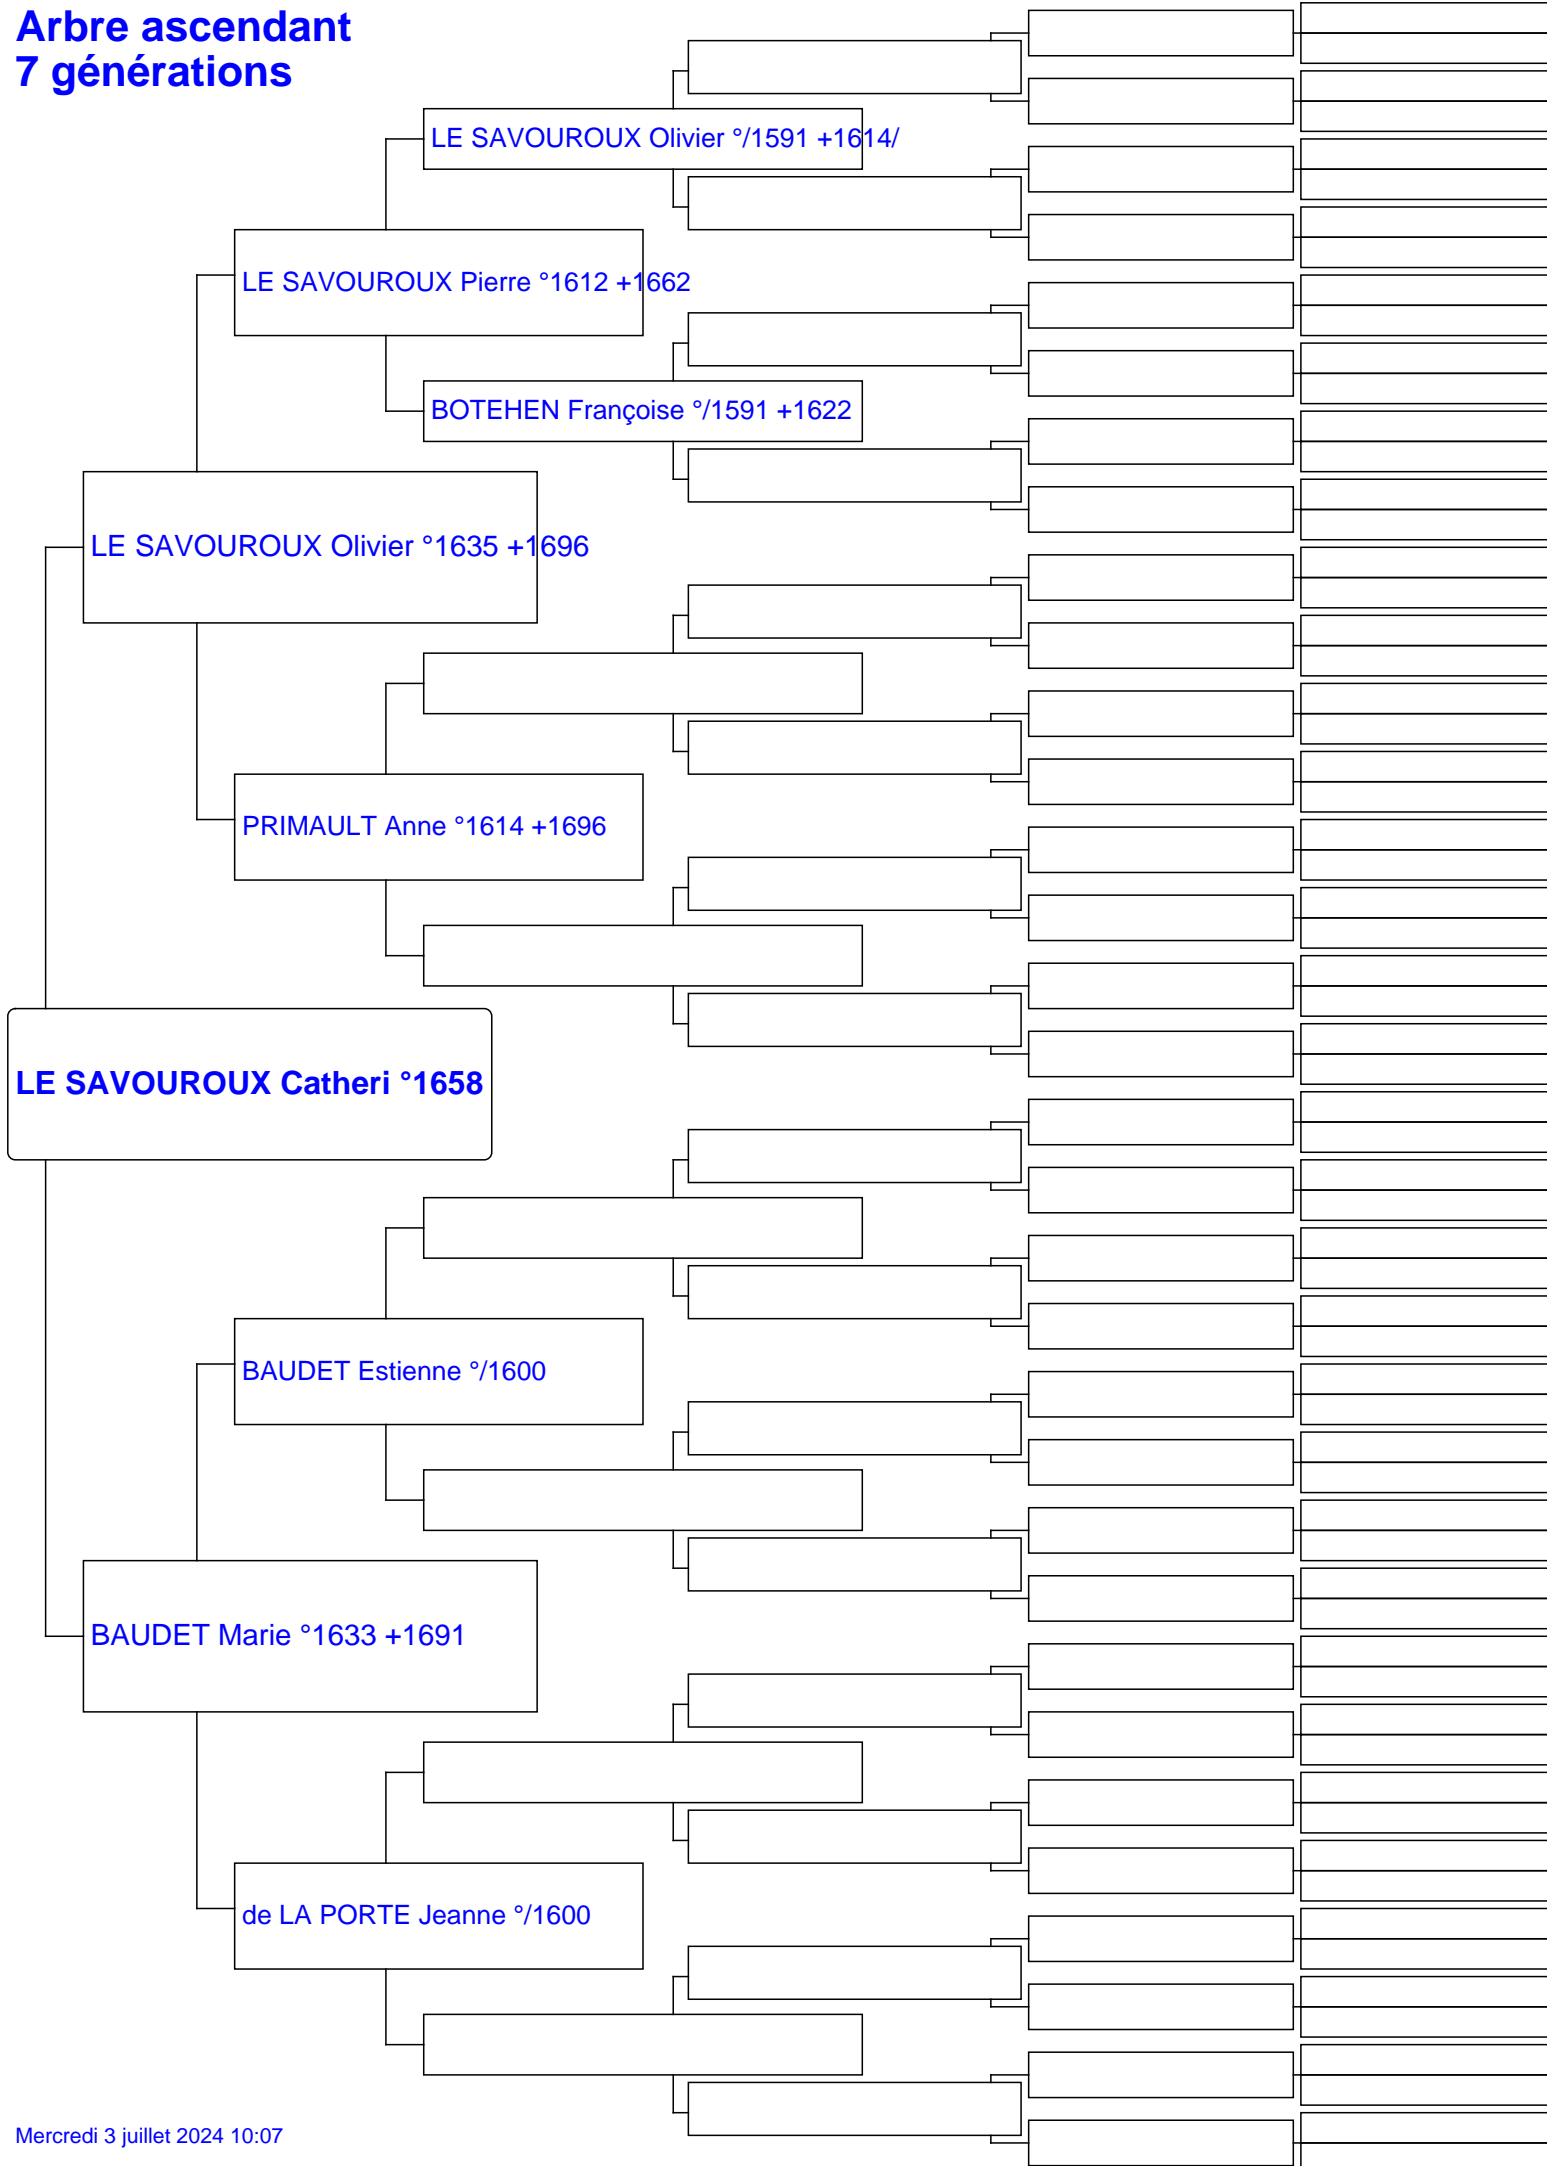 Arbre ascendant
7 générations
LE SAVOUROUX Olivier °/1591 +1614/
LE SAVOUROUX Pierre °1612 +1662
BOTEHEN Françoise °/1591 +1622
LE SAVOUROUX Olivier °1635 +1696
PRIMAULT Anne °1614 +1696
LE SAVOUROUX Catheri °1658
BAUDET Estienne °/1600
BAUDET Marie °1633 +1691
de LA PORTE Jeanne °/1600
Mercredi 3 juillet 2024 10:07